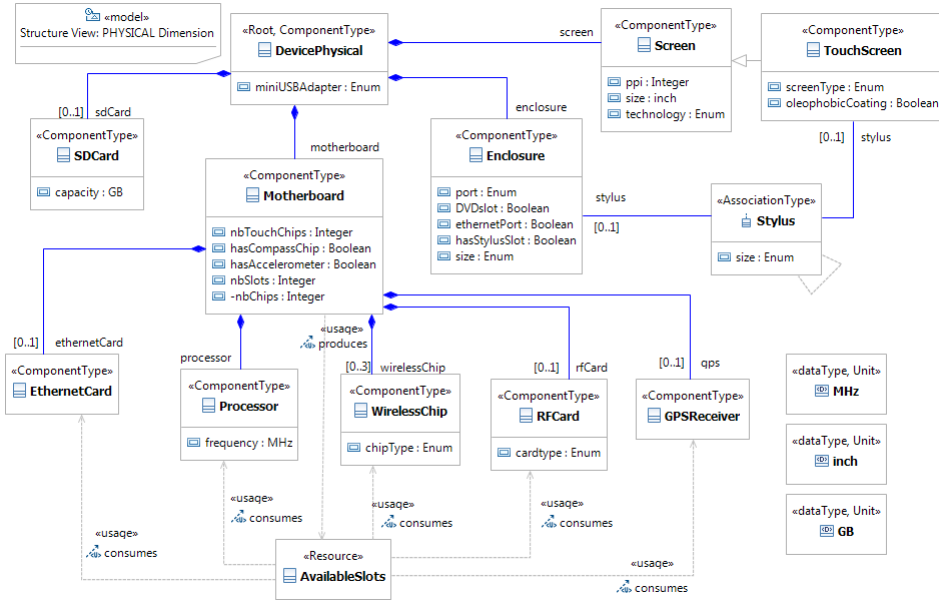 «model»
Structure View: PHYSICAL Dimension
«Root, ComponentType»
DevicePhysical
miniUSBAdapter : Enum
screen
«ComponentType»
Screen
ppi : Integer
size : inch
technology : Enum
«ComponentType»
TouchScreen
screenType : Enum
oleophobicCoating : Boolean
[0..1] sdCard
«ComponentType»
SDCard
capacity : GB
motherboard
enclosure
«ComponentType»
Enclosure
port : Enum
DVDslot : Boolean
ethernetPort : Boolean
hasStylusSlot : Boolean
size : Enum
stylus
[0..1]
[0..1] stylus
«AssociationType»
Stylus
size : Enum
«ComponentType»
Motherboard
nbTouchChips : Integer
hasCompassChip : Boolean
hasAccelerometer : Boolean
nbSlots : Integer
-nbChips : Integer
[0..1] ethernetCard
«ComponentType»
EthernetCard
processor
«ComponentType»
Processor
frequency : MHz
«usage»
produces
[0..3] wirelessChip
«ComponentType»
WirelessChip
chipType : Enum
[0..1] rfCard
«ComponentType»
RFCard
cardtype : Enum
[0..1] gps
«ComponentType»
GPSReceiver
«dataType, Unit»
MHz
«dataType, Unit»
inch
«dataType, Unit»
GB
«usage»
consumes
«usage»
consumes
«usage»
consumes
«usage»
consumes
«usage»
consumes
«Resource»
AvailableSlots